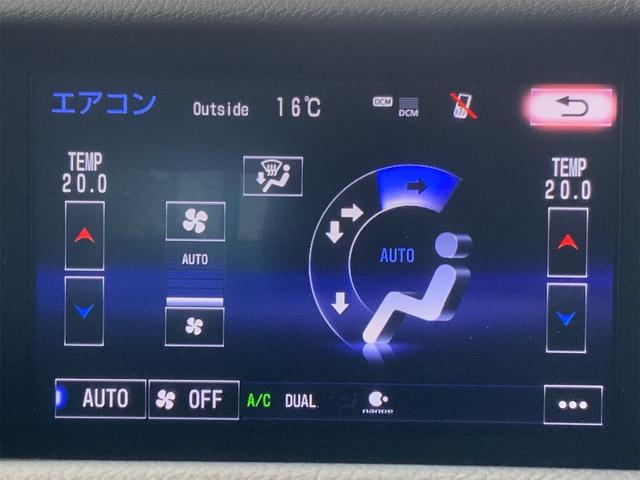 エアコン Outside 16℃ DCM DCM
TEMP TEMP
20.0 20.0
AUTO AUTO
AUTO OFF A/C DUAL nanoe